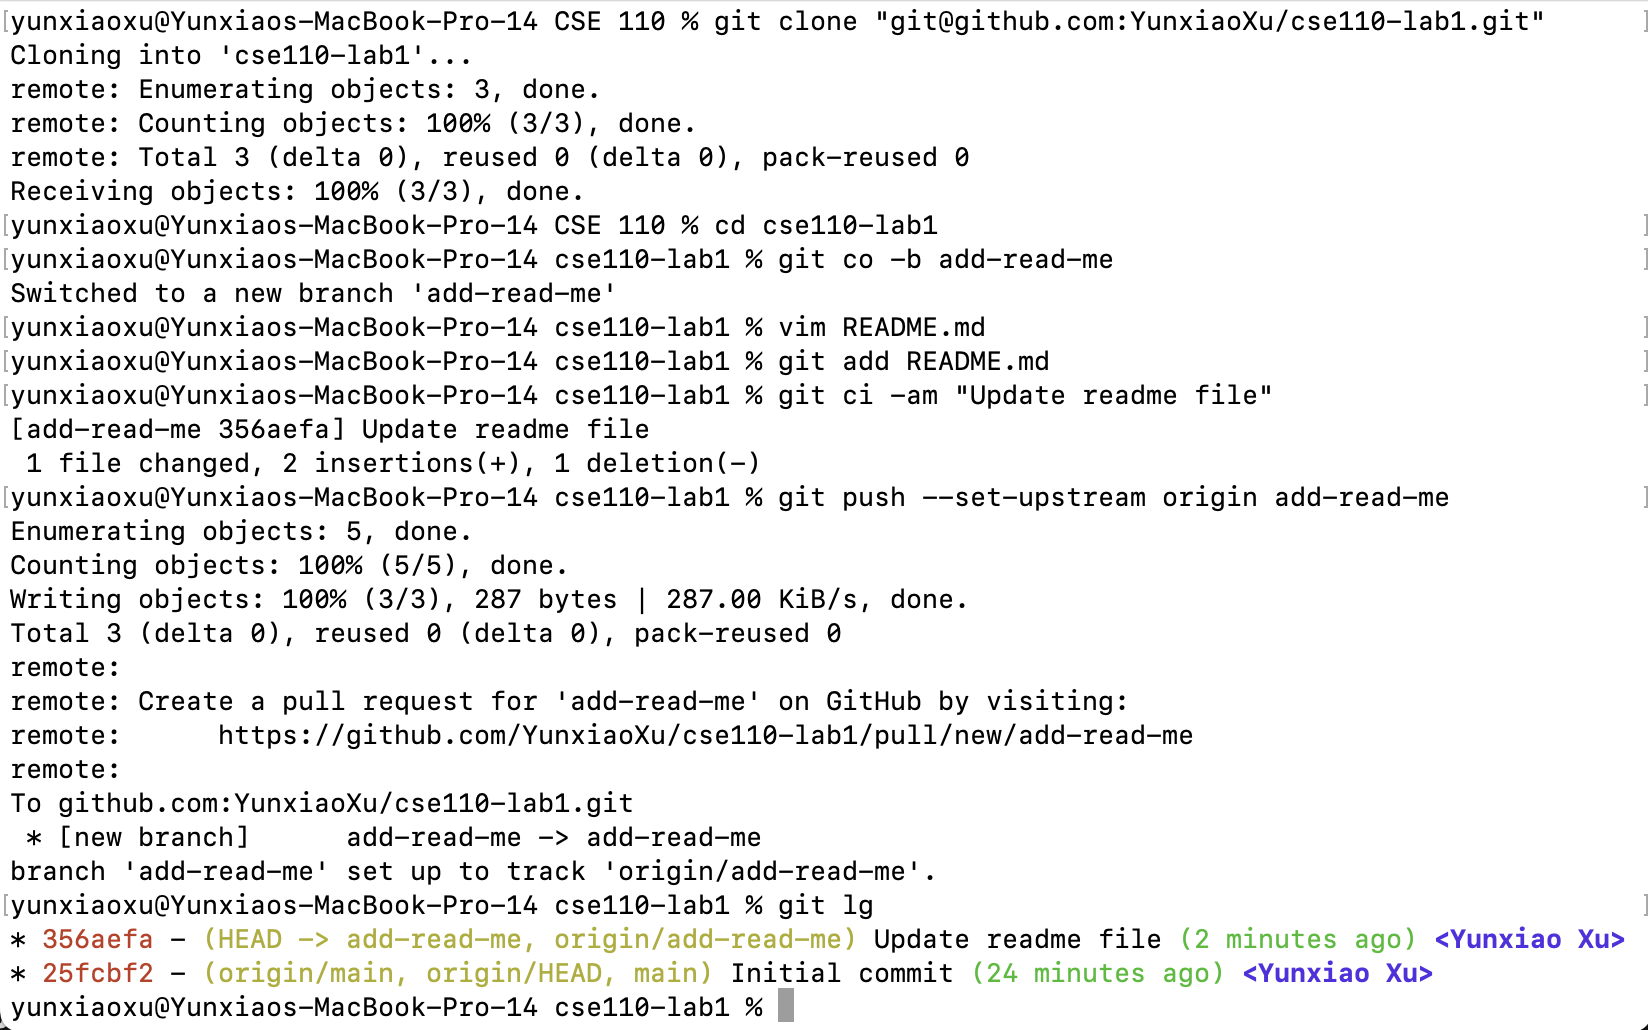 [yunxiaoxu@Yunxiaos-MacBook-Pro-14 CSE 110 % git clone "git@github.com:YunxiaoXu/cse110-lab1.git" ]
Cloning into 'cse110-lab1'...
remote: Enumerating objects: 3, done.
remote: Counting objects: 100% (3/3), done.
remote: Total 3 (delta 0), reused 0 (delta 0), pack-reused 0
Receiving objects: 100% (3/3), done.
[yunxiaoxu@Yunxiaos-MacBook-Pro-14 CSE 110 % cd cse110-lab1 ]
[yunxiaoxu@Yunxiaos-MacBook-Pro-14 cse110-lab1 % git co -b add-read-me ]
Switched to a new branch 'add-read-me'
[yunxiaoxu@Yunxiaos-MacBook-Pro-14 cse110-lab1 % vim README.md ]
[yunxiaoxu@Yunxiaos-MacBook-Pro-14 cse110-lab1 % git add README.md ]
[yunxiaoxu@Yunxiaos-MacBook-Pro-14 cse110-lab1 % git ci -am "Update readme file" ]
[add-read-me 356aefa] Update readme file
 1 file changed, 2 insertions(+), 1 deletion(-)
[yunxiaoxu@Yunxiaos-MacBook-Pro-14 cse110-lab1 % git push --set-upstream origin add-read-me ]
Enumerating objects: 5, done.
Counting objects: 100% (5/5), done.
Writing objects: 100% (3/3), 287 bytes | 287.00 KiB/s, done.
Total 3 (delta 0), reused 0 (delta 0), pack-reused 0
remote:
remote: Create a pull request for 'add-read-me' on GitHub by visiting:
remote:      https://github.com/YunxiaoXu/cse110-lab1/pull/new/add-read-me
remote:
To github.com:YunxiaoXu/cse110-lab1.git
 * [new branch]      add-read-me -> add-read-me
branch 'add-read-me' set up to track 'origin/add-read-me'.
[yunxiaoxu@Yunxiaos-MacBook-Pro-14 cse110-lab1 % git lg ]
* 356aefa - (HEAD -> add-read-me, origin/add-read-me) Update readme file (2 minutes ago) <Yunxiao Xu>
* 25fcbf2 - (origin/main, origin/HEAD, main) Initial commit (24 minutes ago) <Yunxiao Xu>
yunxiaoxu@Yunxiaos-MacBook-Pro-14 cse110-lab1 %